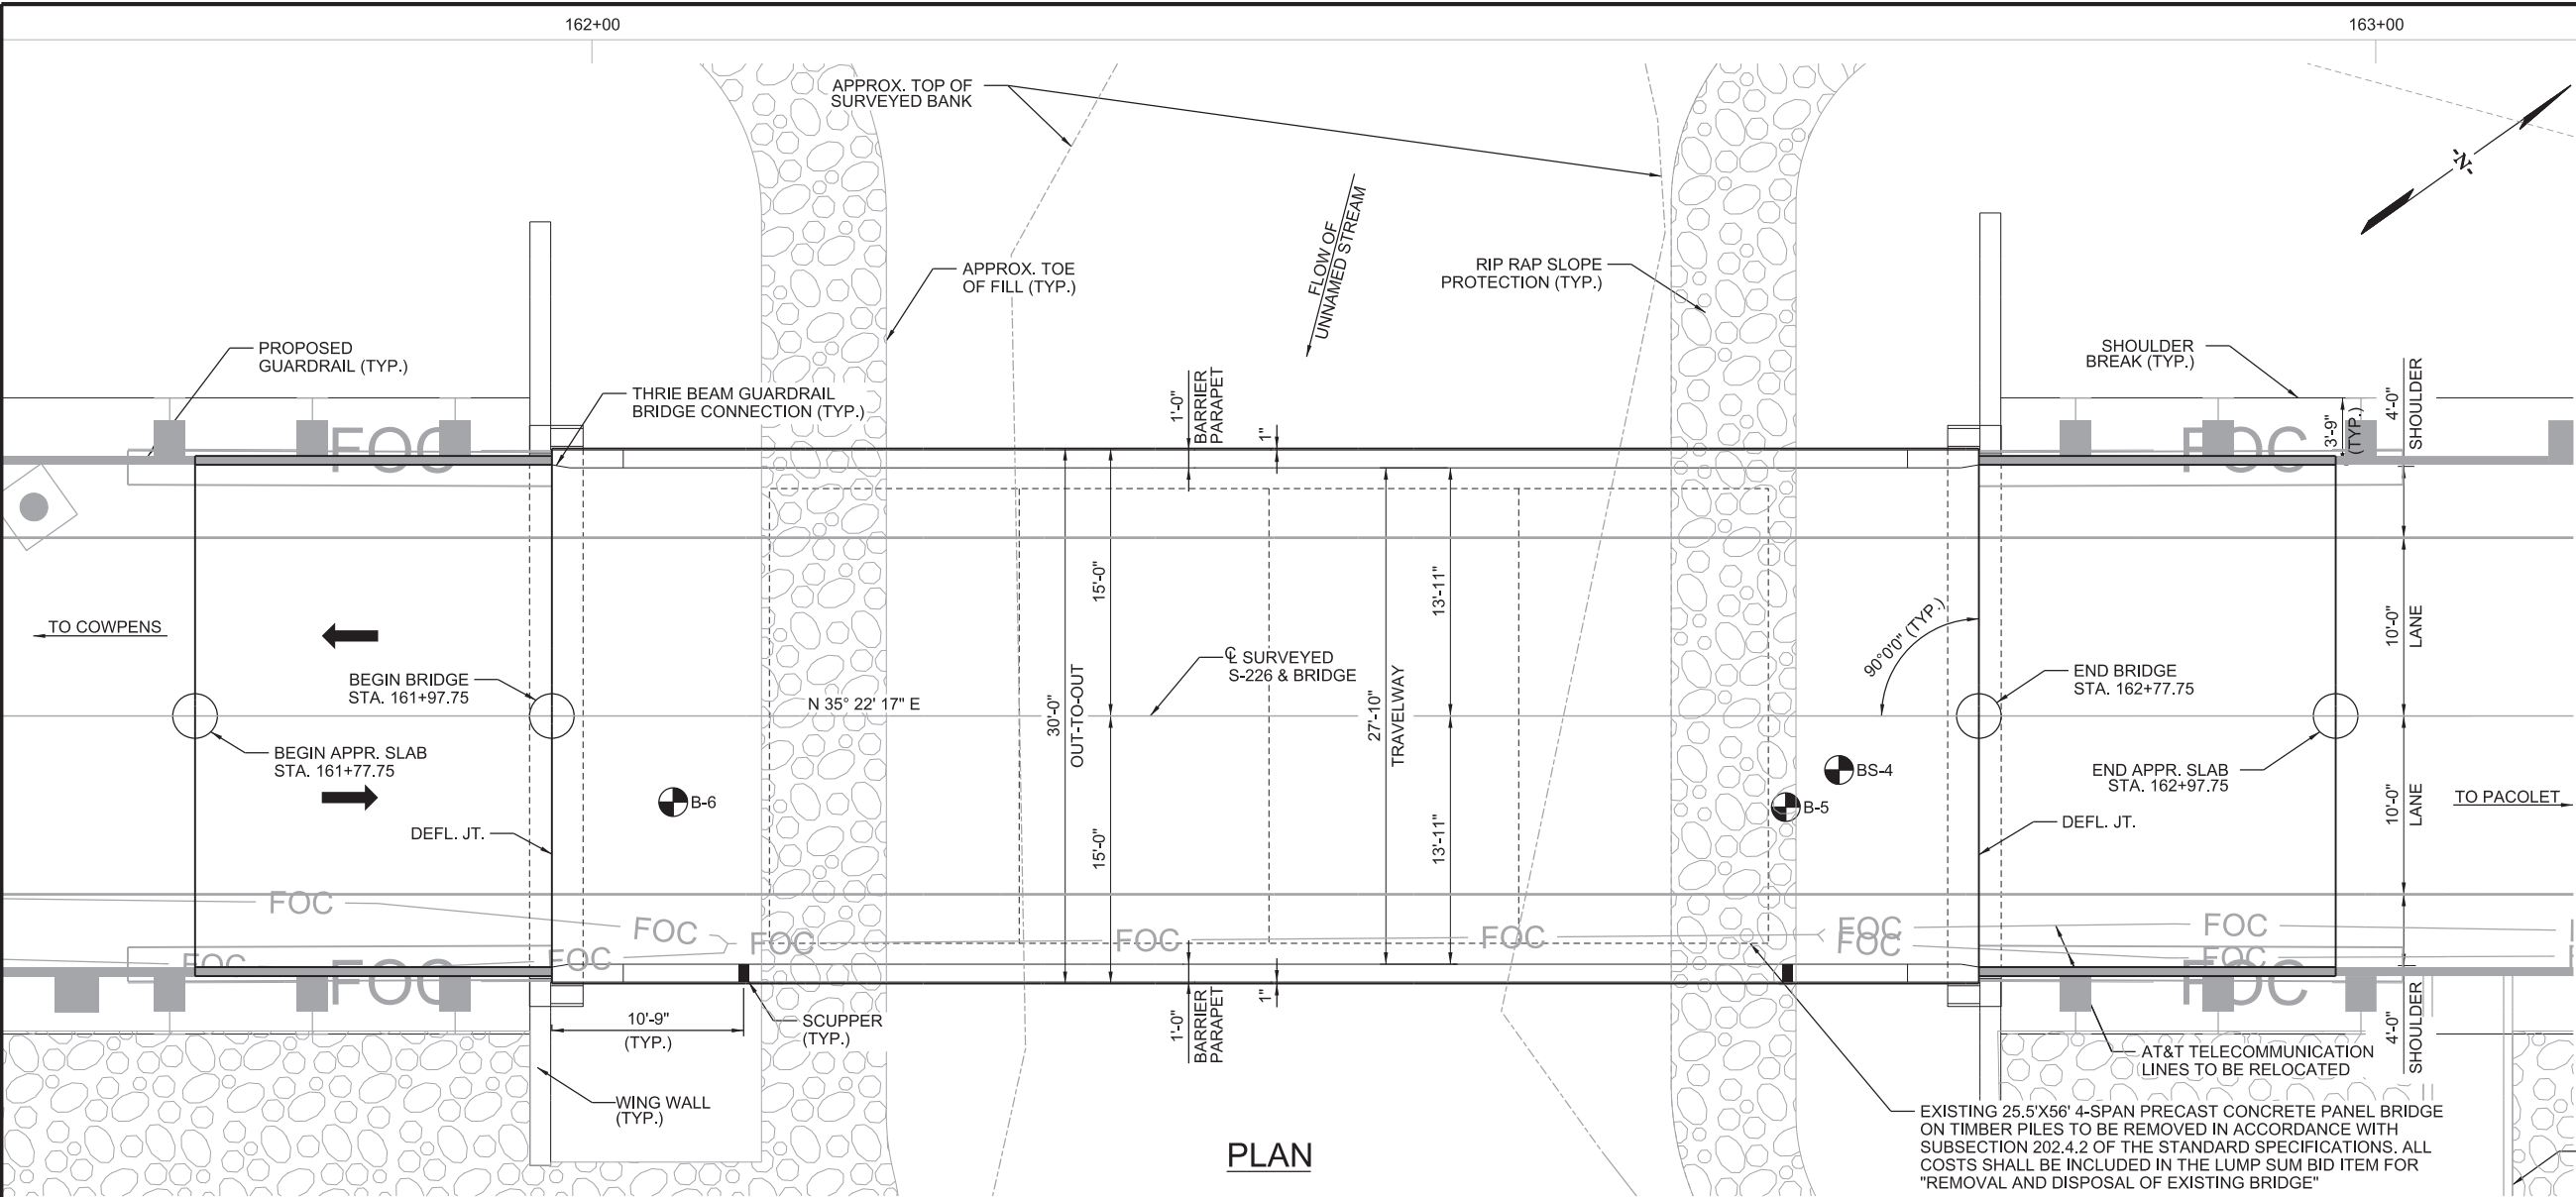 162+00
163+00
APPROX. TOP OF
SURVEYED BANK
-N-
FLOW OF
UNNAMED STREAM
APPROX. TOE
OF FILL (TYP.)
RIP RAP SLOPE
PROTECTION (TYP.)
PROPOSED
GUARDRAIL (TYP.)
SHOULDER
BREAK (TYP.)
THRIE BEAM GUARDRAIL
BRIDGE CONNECTION (TYP.)
1'-0"
BARRIER
PARAPET
1"
3'-9"
(TYP.)
4'-0"
SHOULDER
FOC
FOC
15'-0"
13'-11"
90°0'0" (TYP.)
10'-0"
LANE
TO COWPENS
BEGIN BRIDGE
STA. 161+97.75
℄ SURVEYED
S-226 & BRIDGE
END BRIDGE
STA. 162+77.75
N 35° 22' 17" E
30'-0"
OUT-TO-OUT
27'-10"
TRAVELWAY
BEGIN APPR. SLAB
STA. 161+77.75
BS-4
END APPR. SLAB
STA. 162+97.75
B-6
B-5
10'-0"
LANE
TO PACOLET
DEFL. JT.
DEFL. JT.
15'-0"
13'-11"
FOC
FOC
FOC
FOC
FOC
FOC
FOC
FOC
FOC
FOC
FOC
FOC
FOC
10'-9"
(TYP.)
SCUPPER
(TYP.)
1'-0"
BARRIER
PARAPET
1"
4'-0"
SHOULDER
AT&T TELECOMMUNICATION
LINES TO BE RELOCATED
WING WALL
(TYP.)
EXISTING 25.5'X56' 4-SPAN PRECAST CONCRETE PANEL BRIDGE
ON TIMBER PILES TO BE REMOVED IN ACCORDANCE WITH
SUBSECTION 202.4.2 OF THE STANDARD SPECIFICATIONS. ALL
COSTS SHALL BE INCLUDED IN THE LUMP SUM BID ITEM FOR
"REMOVAL AND DISPOSAL OF EXISTING BRIDGE"
PLAN